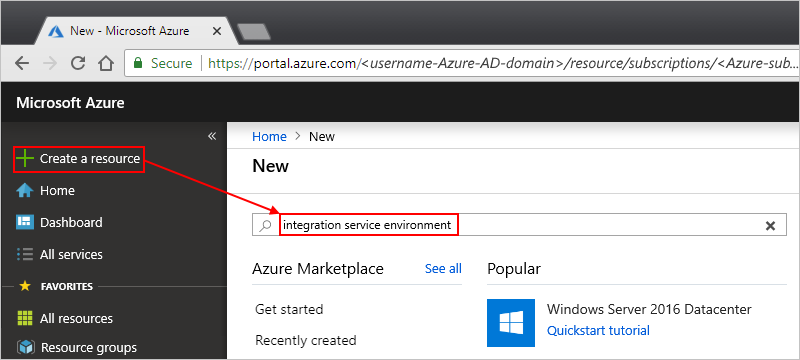 New - Microsoft Azure
Secure https://portal.azure.com/<username-Azure-AD-domain>/resource/subscriptions/<Azure-sub...
Microsoft Azure
Create a resource
Home
Dashboard
All services
FAVORITES
All resources
Resource groups
Home > New
New
integration service environment
Azure Marketplace See all
Get started
Recently created
Popular
Windows Server 2016 Datacenter
Quickstart tutorial